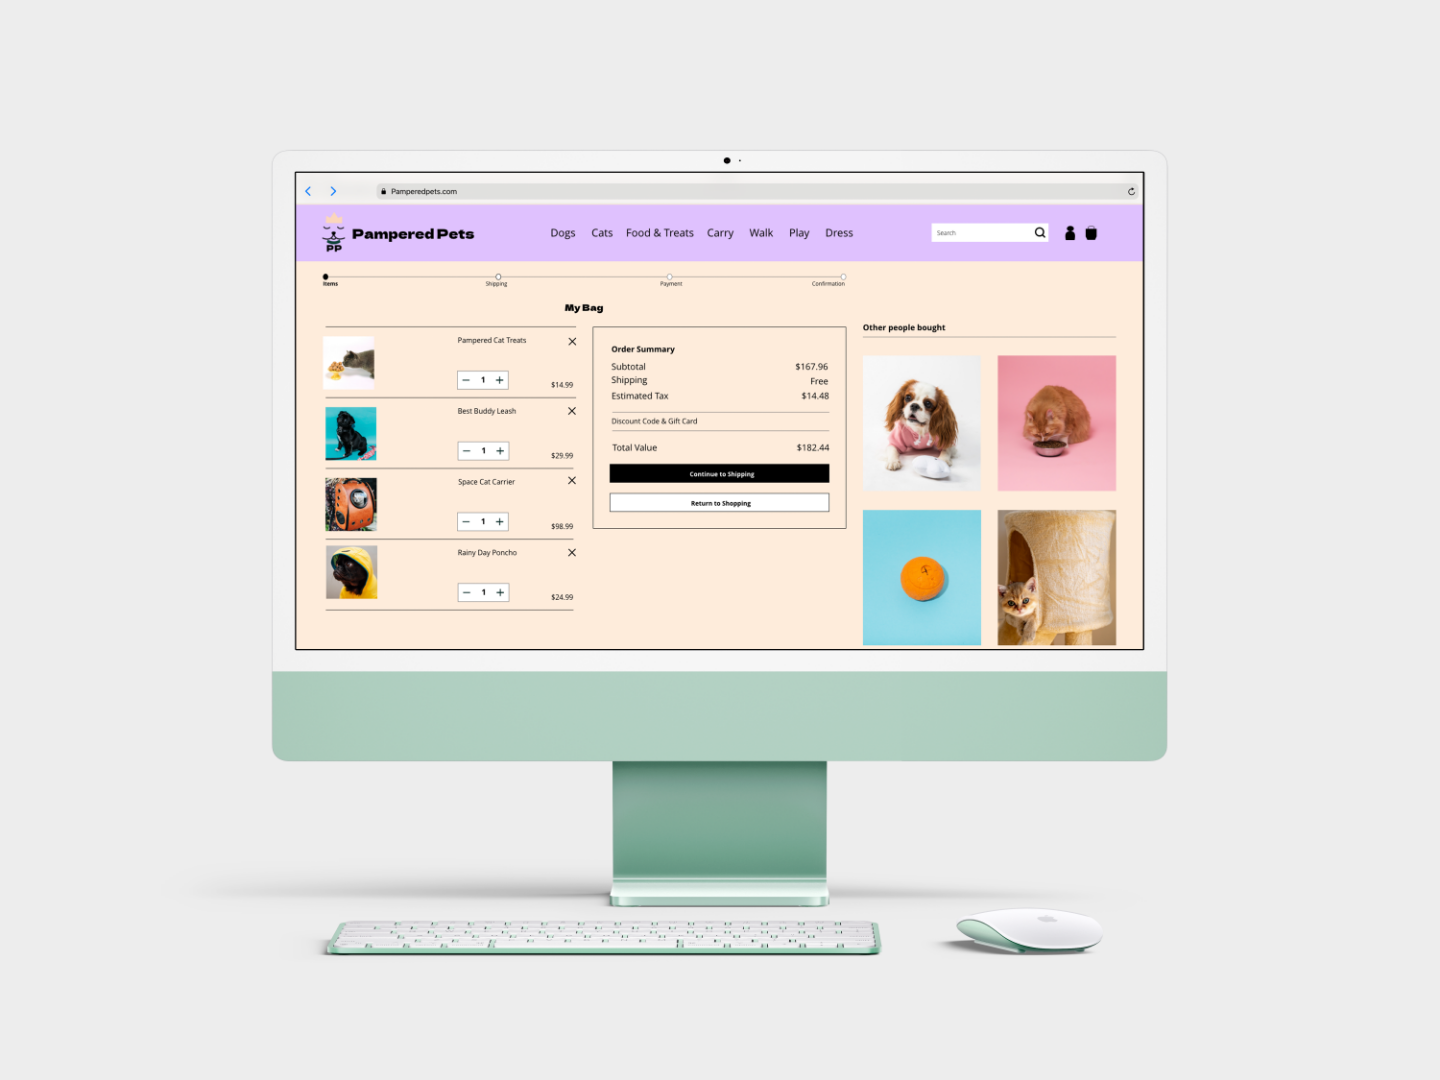 Pamperedpets.com
PP
Pampered Pets
Dogs Cats Food & Treats Carry Walk Play Dress
Search
Items Shipping Payment Confirmation
My Bag
Pampered Cat Treats
1
$14.99
Best Buddy Leash
1
$29.99
Space Cat Carrier
1
$98.99
Rainy Day Poncho
1
$24.99
Order Summary
Subtotal $167.96
Shipping Free
Estimated Tax $14.48
Discount Code & Gift Card
Total Value $182.44
Continue to Shipping
Return to Shopping
Other people bought